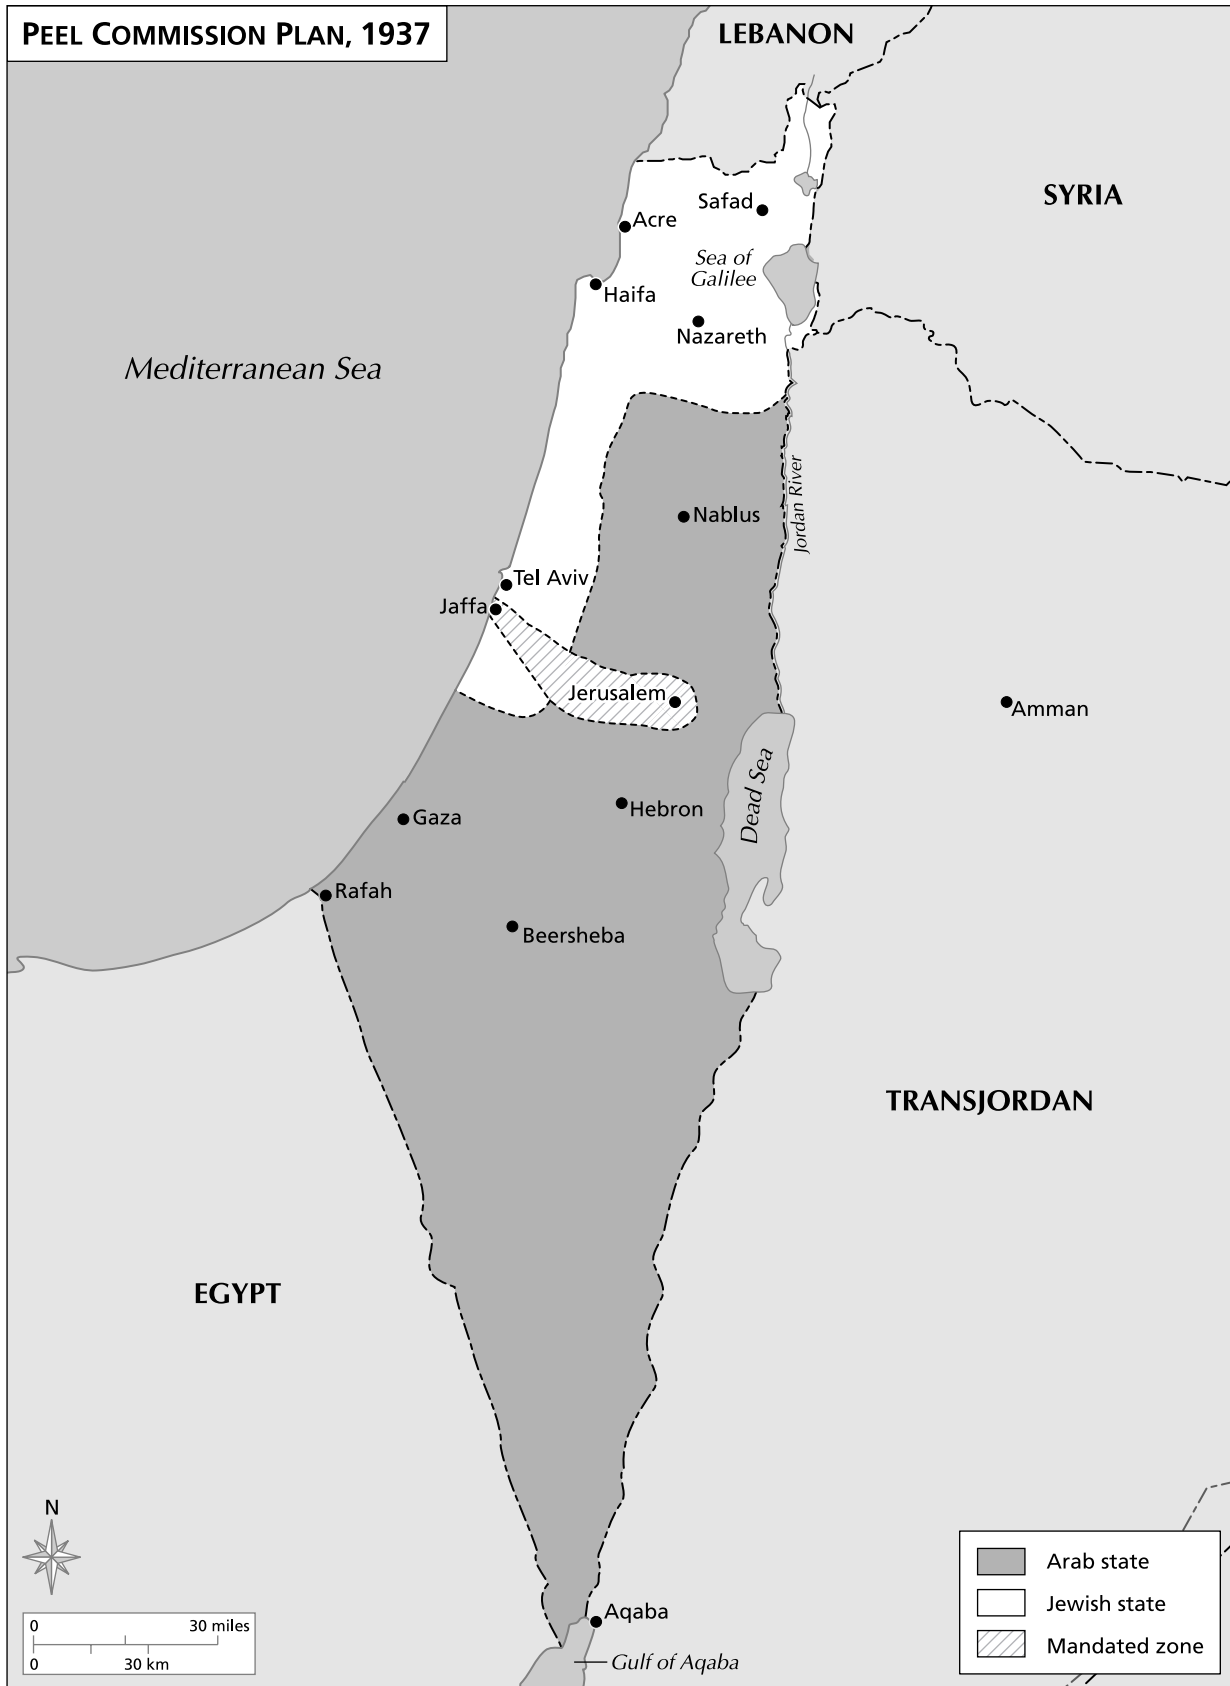 PEEL COMMISSION PLAN, 1937
LEBANON
SYRIA
Safad
Acre
Sea of
Galilee
Haifa
Nazareth
Mediterranean Sea
Jordan River
Nablus
Tel Aviv
Jaffa
Jerusalem
Amman
Dead Sea
Hebron
Gaza
Rafah
Beersheba
TRANSJORDAN
EGYPT
N
0 30 miles
0 30 km
Aqaba
Gulf of Aqaba
Arab state
Jewish state
Mandated zone